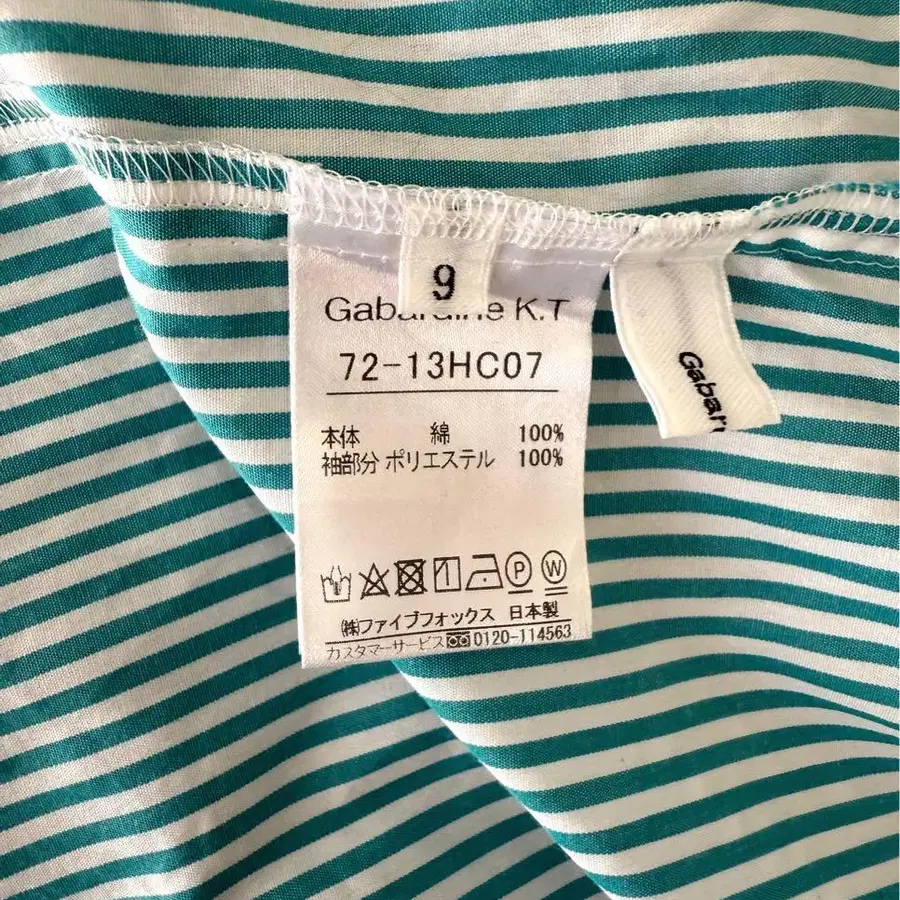 9
Gabardine K.T
72-13HC07
本体 綿 100%
袖部分 ポリエステル 100%
P W
(株)ファイブフォックス 日本製
カスタマーサービス 0120-114563
Gabar